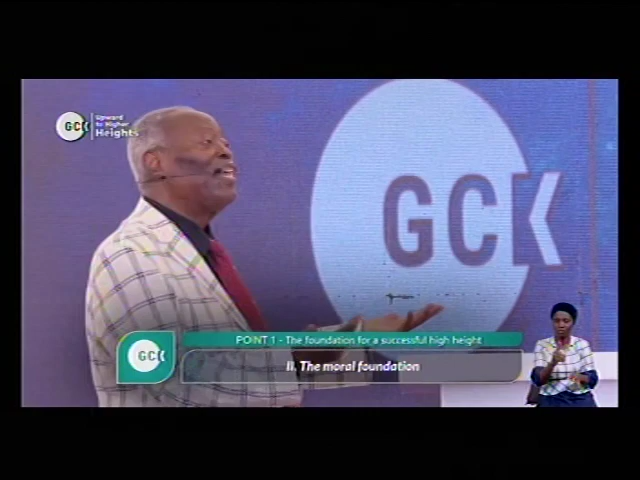 GCK
Upward
to Higher
Heights
GCK
GCK
POINT 1 - The foundation for a successful high height
II. The moral foundation